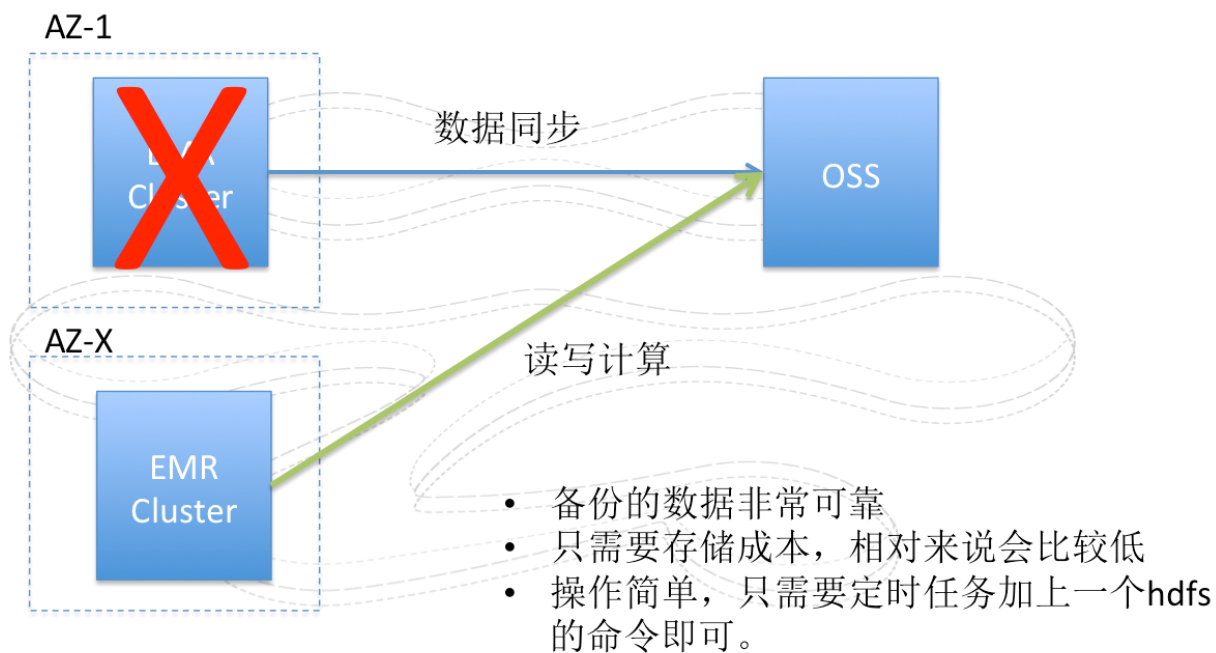 AZ-1
Cluster
数据同步
OSS
AZ-X
读写计算
EMR
Cluster
• 备份的数据非常可靠
• 只需要存储成本，相对来说会比较低
• 操作简单，只需要定时任务加上一个hdfs
的命令即可。